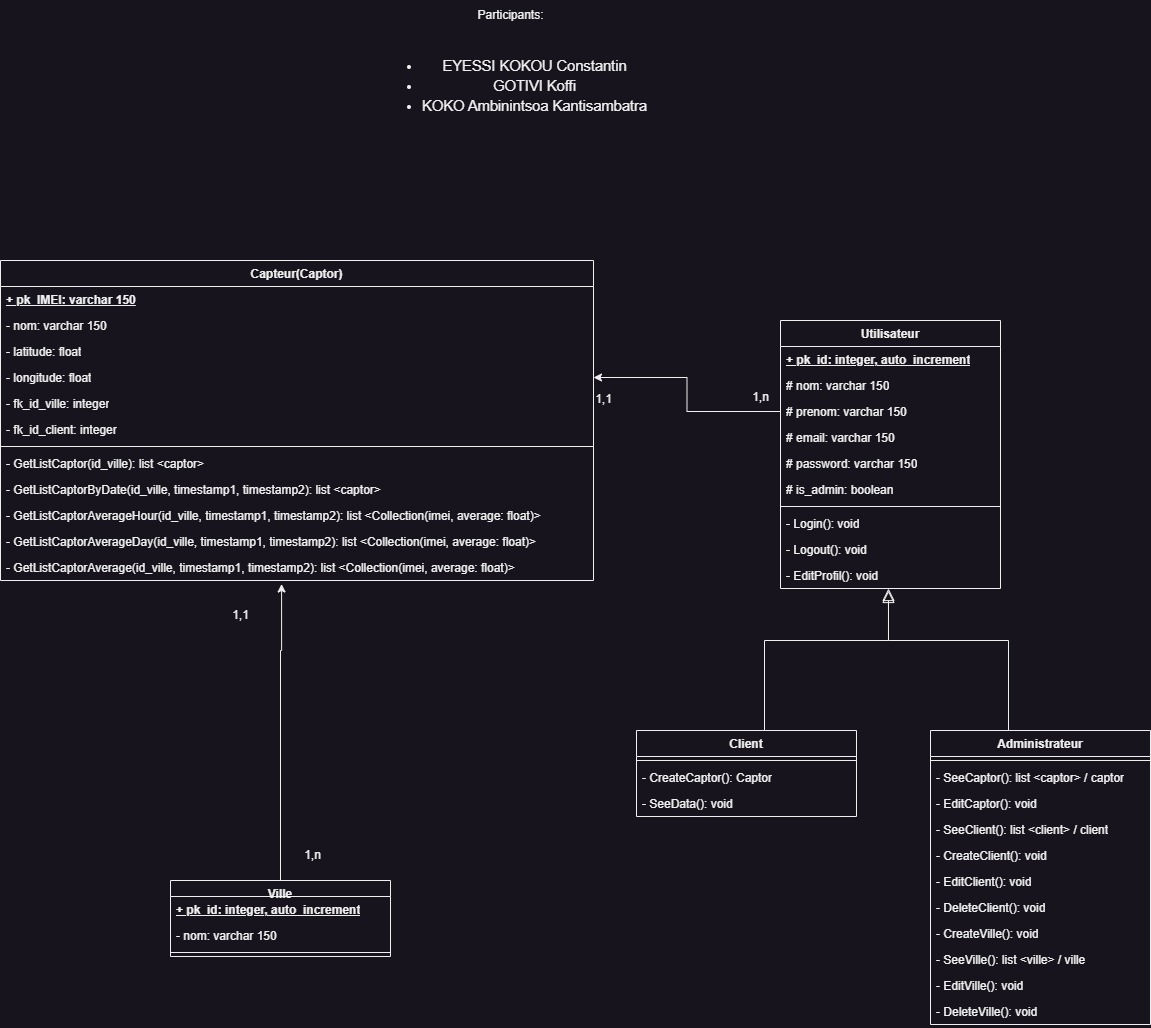 Participants:
EYESSI KOKOU Constantin
GOTIVI Koffi
KOKO Ambinintsoa Kantisambatra
Capteur(Captor)
+ pk_IMEI: varchar 150
- nom: varchar 150
- latitude: float
- longitude: float
- fk_id_ville: integer
- fk_id_client: integer
- GetListCaptor(id_ville): list <captor>
- GetListCaptorByDate(id_ville, timestamp1, timestamp2): list <captor>
- GetListCaptorAverageHour(id_ville, timestamp1, timestamp2): list <Collection(imei, average: float)>
- GetListCaptorAverageDay(id_ville, timestamp1, timestamp2): list <Collection(imei, average: float)>
- GetListCaptorAverage(id_ville, timestamp1, timestamp2): list <Collection(imei, average: float)>
1,1
1,n
Utilisateur
+ pk_id: integer, auto_increment
# nom: varchar 150
# prenom: varchar 150
# email: varchar 150
# password: varchar 150
# is_admin: boolean
- Login(): void
- Logout(): void
- EditProfil(): void
1,1
1,n
Ville
+ pk_id: integer, auto_increment
- nom: varchar 150
Client
- CreateCaptor(): Captor
- SeeData(): void
Administrateur
- SeeCaptor(): list <captor> / captor
- EditCaptor(): void
- SeeClient(): list <client> / client
- CreateClient(): void
- EditClient(): void
- DeleteClient(): void
- CreateVille(): void
- SeeVille(): list <ville> / ville
- EditVille(): void
- DeleteVille(): void